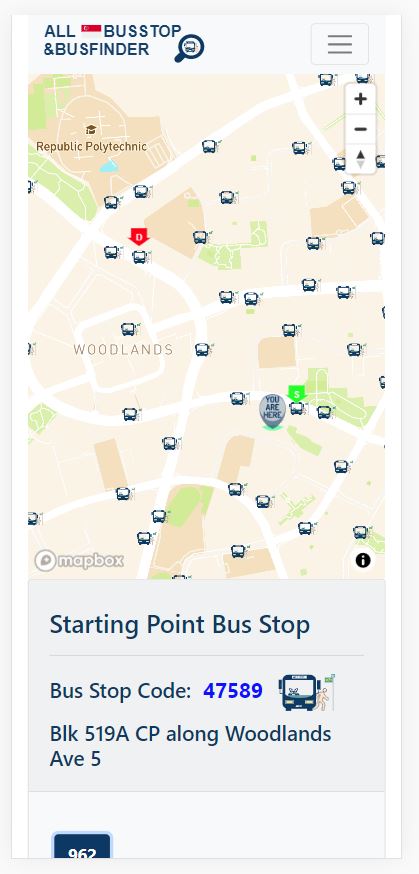 ALL BUSSTOP
&BUSFINDER
Republic Polytechnic
D
WOODLANDS
S
YOU
ARE
HERE
mapbox
Starting Point Bus Stop
Bus Stop Code: 47589
Blk 519A CP along Woodlands
Ave 5
962